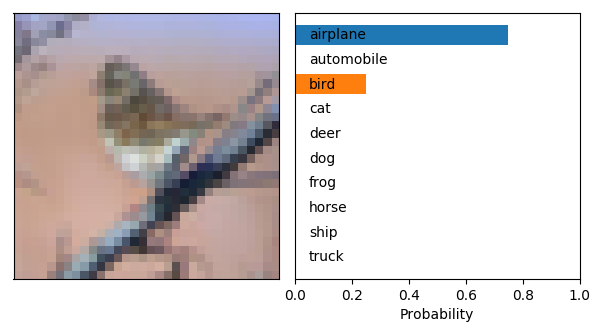 airplane
automobile
bird
cat
deer
dog
frog
horse
ship
truck
0.0 0.2 0.4 0.6 0.8 1.0
Probability